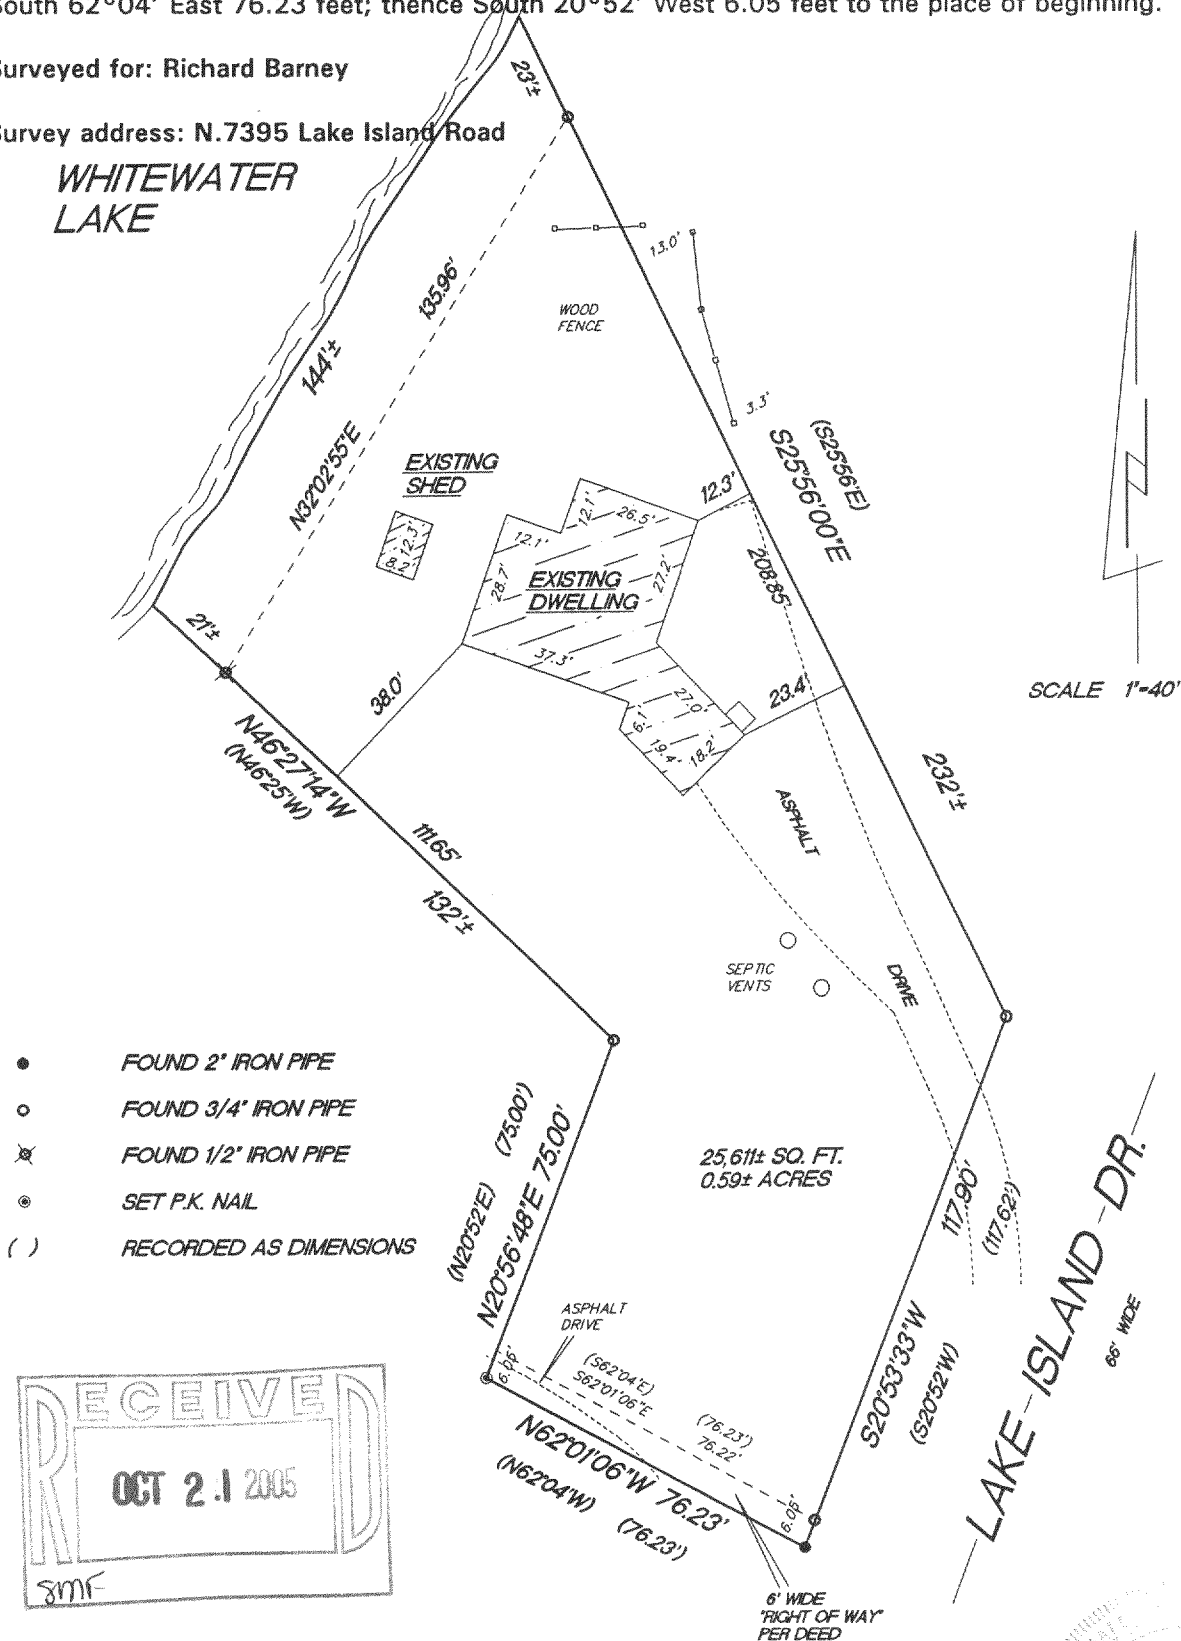 South 62°04' East 76.23 feet; thence South 20°52' West 6.05 feet to the place of beginning.
Surveyed for: Richard Barney
Survey address: N.7395 Lake Island Road
WHITEWATER
LAKE
23'±
135.96'
144'±
N32°02'55"E
13.0'
WOOD
FENCE
3.3'
(S25°56'E)
S25°56'00"E
12.3'
208.85'
EXISTING
SHED
12.3'
8.2'
12.1'
26.5'
12.1'
28.7'
27.2'
EXISTING
DWELLING
37.3'
27.0'
6.1'
19.4'
18.2'
23.4'
21'±
38.0'
SCALE 1"=40'
N46°27'14"W
(N46°25'W)
111.65'
132'±
232'±
ASPHALT
DRIVE
SEPTIC
VENTS
● FOUND 2" IRON PIPE
○ FOUND 3/4" IRON PIPE
FOUND 1/2" IRON PIPE
◎ SET P.K. NAIL
( ) RECORDED AS DIMENSIONS
(75.00')
(N20°52'E)
N20°56'48"E 75.00'
25,611± SQ. FT.
0.59± ACRES
117.90'
(117.62')
S20°53'33"W
(S20°52'W)
LAKE ISLAND DR.
66' WIDE
ASPHALT
DRIVE
6.06'
(S62°04'E)
S62°01'06"E
(76.23')
76.22'
N62°01'06"W 76.23'
(N62°04'W) (76.23')
6.05'
6' WIDE
"RIGHT OF WAY"
PER DEED
RECEIVED
OCT 21 2005
smf